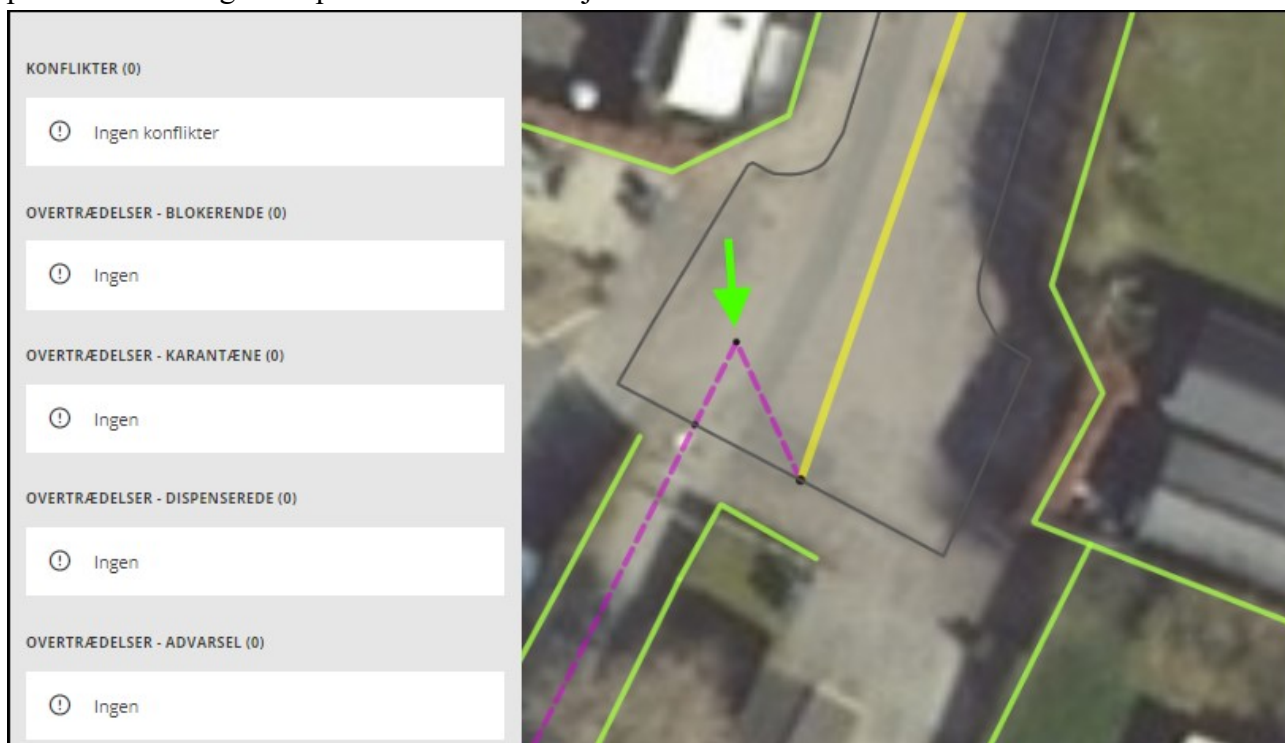 KONFLIKTER (0)
Ingen konflikter
OVERTRÆDELSER - BLOKERENDE (0)
Ingen
OVERTRÆDELSER - KARANTÆNE (0)
Ingen
OVERTRÆDELSER - DISPENSEREDE (0)
Ingen
OVERTRÆDELSER - ADVARSEL (0)
Ingen